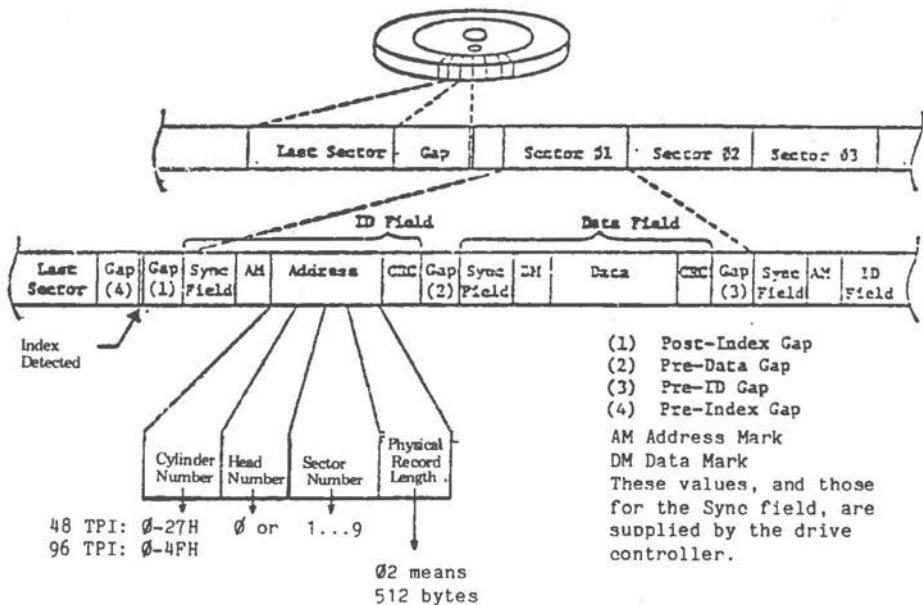 Last Sector Gap Sector Ø1 Sector Ø2 Sector Ø3
ID Field Data Field
Last Sector
Gap (4)
Gap (1)
Sync Field
AM
Address
CRC
Gap (2)
Sync Field
DM
Data
CRC
Gap (3)
Sync Field
AM
ID Field
Index Detected
(1) Post-Index Gap
(2) Pre-Data Gap
(3) Pre-ID Gap
(4) Pre-Index Gap
AM Address Mark
DM Data Mark
These values, and those
for the Sync field, are
supplied by the drive
controller.
Cylinder Number
Head Number
Sector Number
Physical Record Length
48 TPI: Ø-27H Ø or 1...9
96 TPI: Ø-4FH
Ø2 means
512 bytes